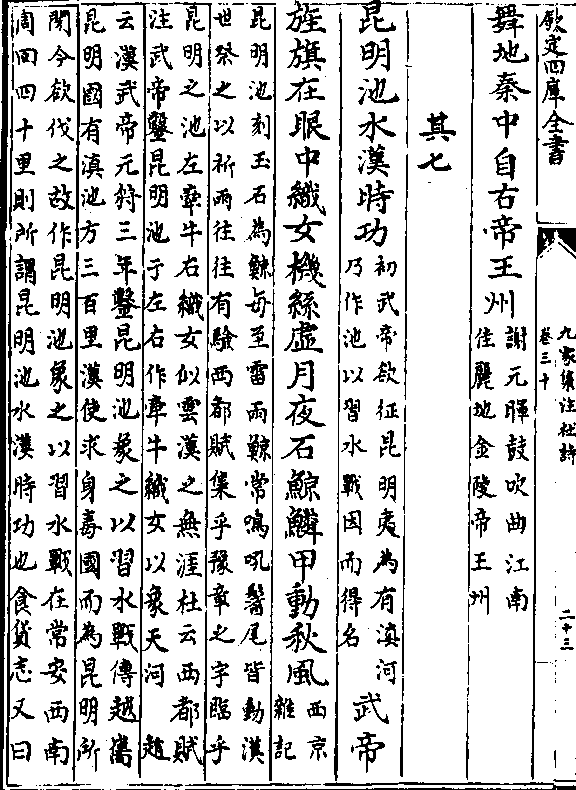 欽定四庫全書
九家集注杜詩
卷三十
二十三
舞地秦中自古帝王州
謝元暉鼓吹曲江南
佳麗地金陵帝王州
其七
昆明池水漢時功
初武帝欲征昆明夷為有滇河
乃作池以習水戰因而得名
武帝
旌旗在眼中織女機絲虛月夜石鯨鱗甲動秋風
西京
雜記
昆明池刻玉石為鯨每至雷雨鯨常鳴吼鬐尾皆動漢
世祭之以祈雨往往有驗西都賦集乎豫章之宇臨乎
昆明之池左牽牛右織女似雲漢之無涯杜云西都賦
注武帝鑿昆明池于左右作牽牛織女以象天河 趙
云漢武帝元狩三年鑿昆明池象之以習水戰傳越嶲
昆明國有滇池方三百里漢使求身毒國而為昆明所
閉今欲伐之故作昆明池象之以習水戰在常安西南
周回四十里則所謂昆明池水漢時功也食貨志又曰